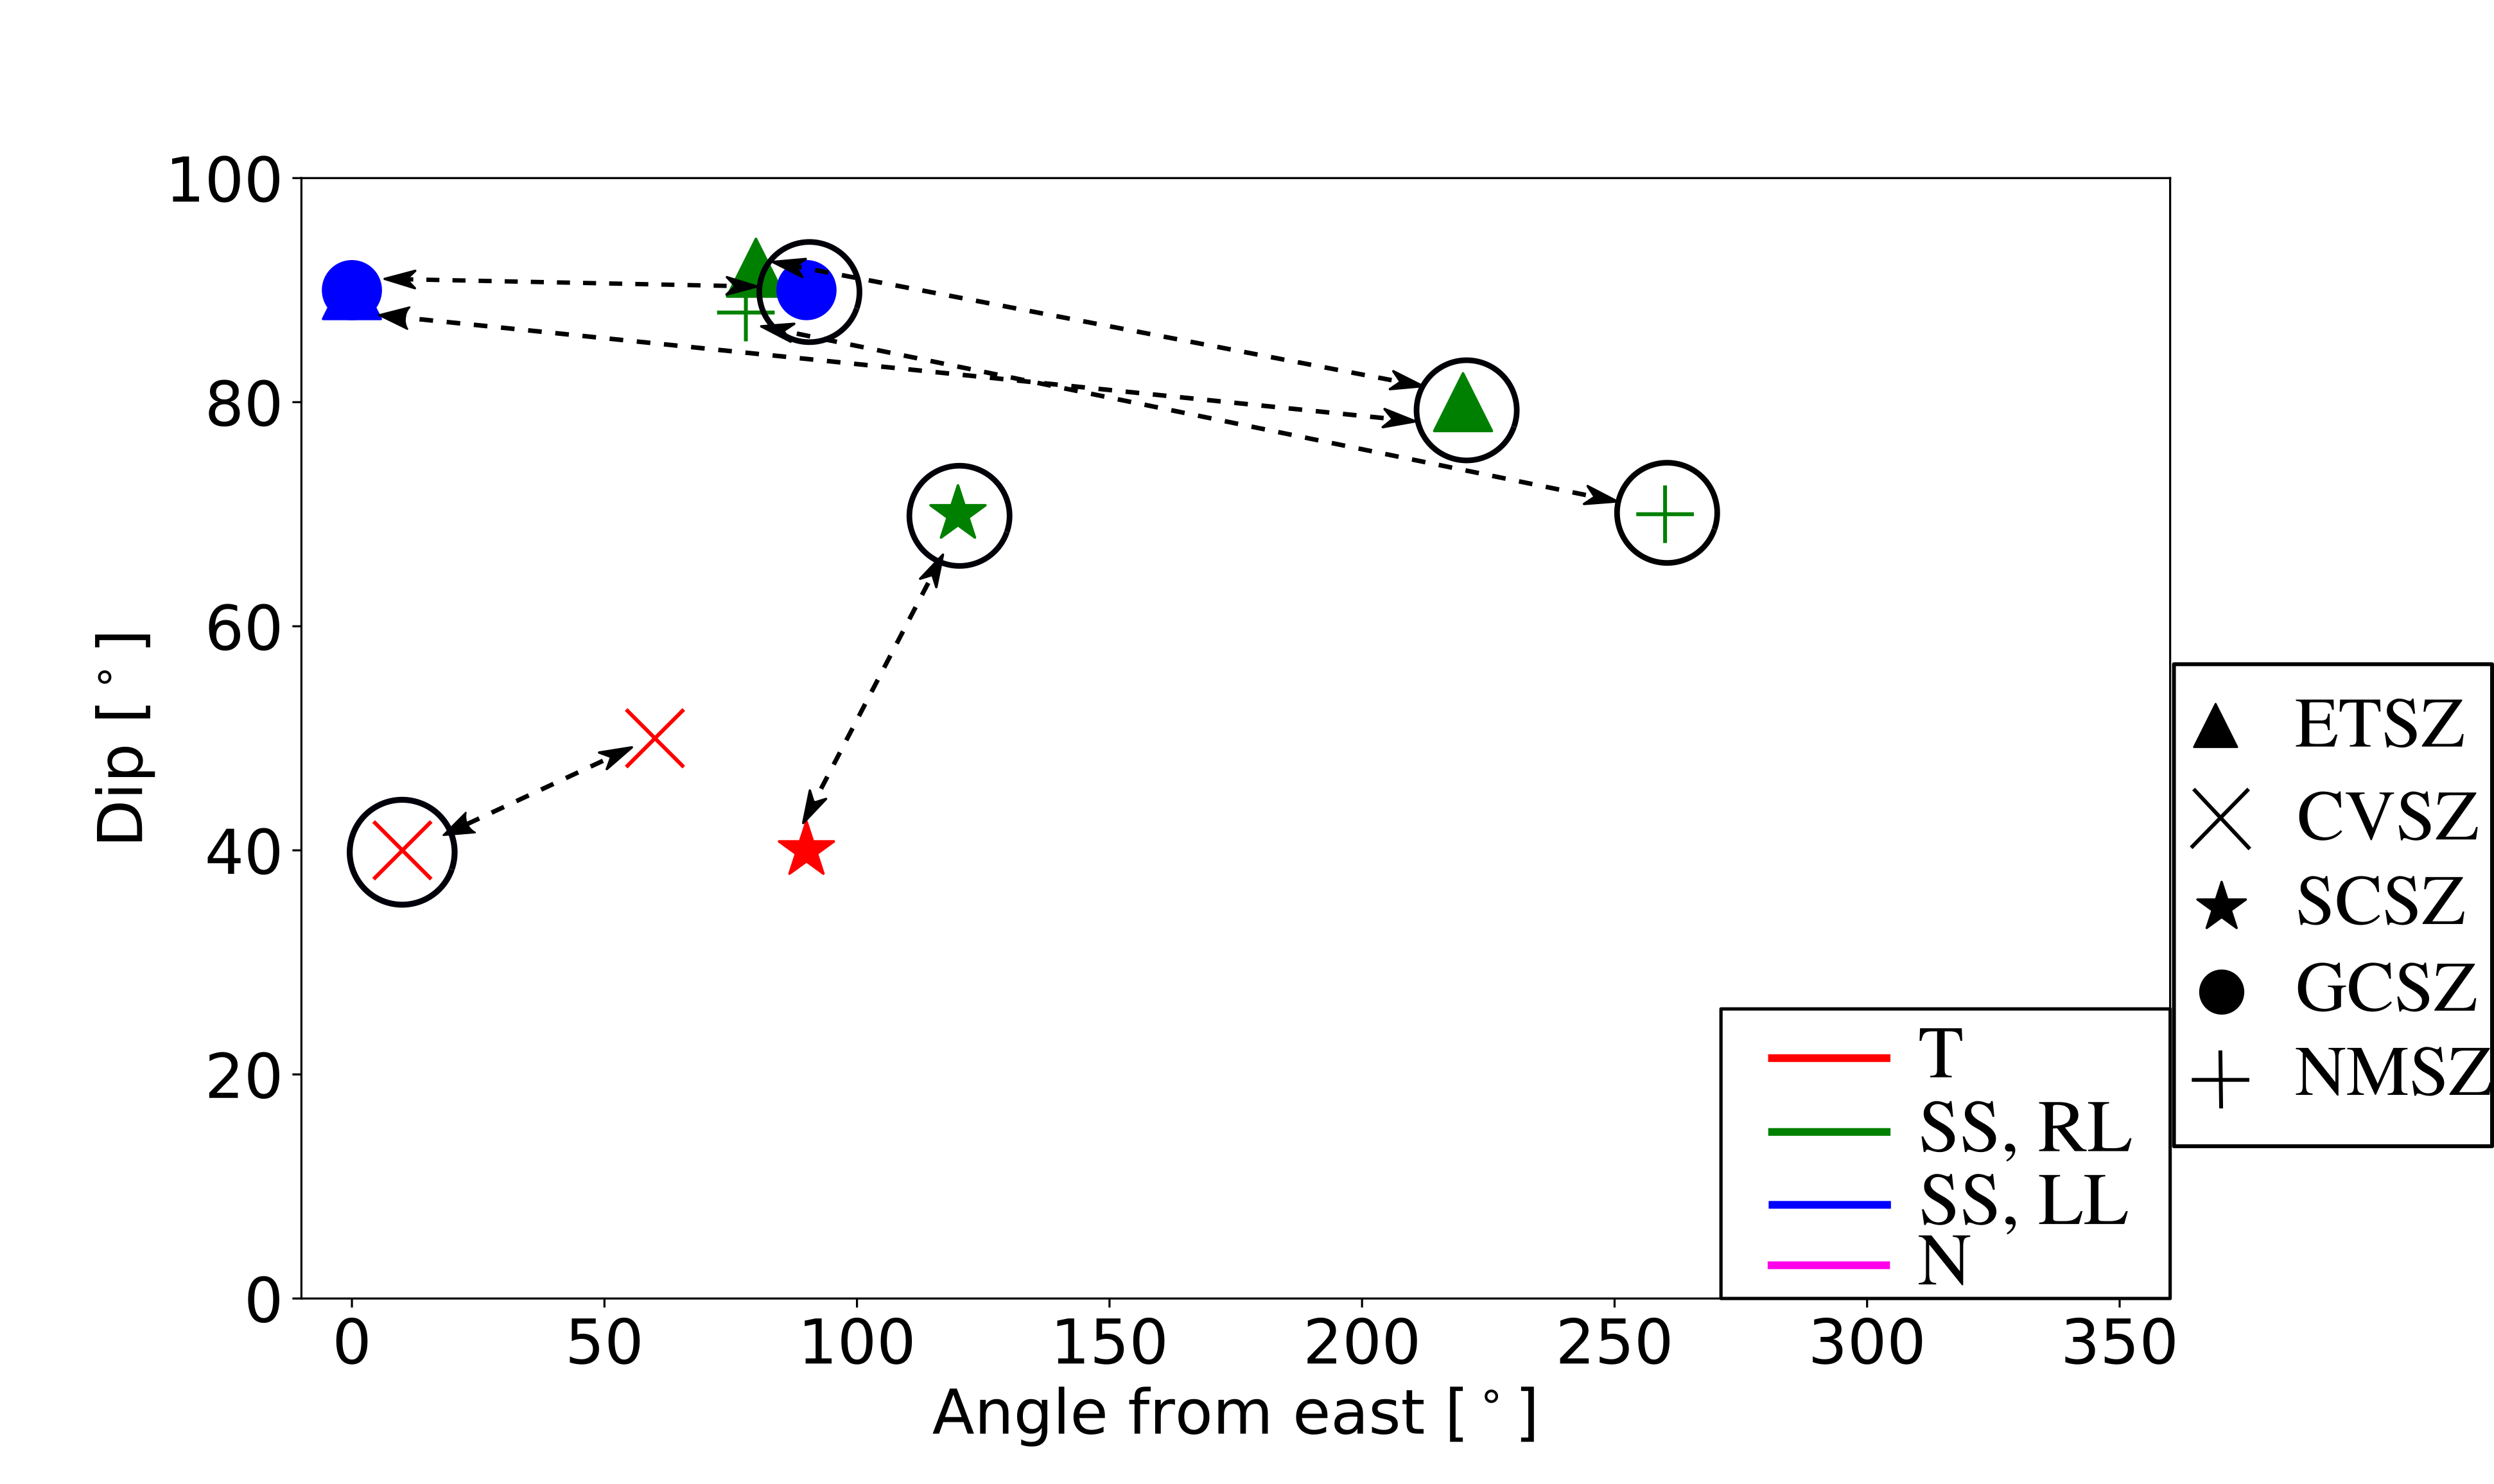 100
80
60
40
20
0
Dip [°]
0 50 100 150 200 250 300 350
Angle from east [°]
ETSZ
CVSZ
SCSZ
GCSZ
NMSZ
T
SS, RL
SS, LL
N